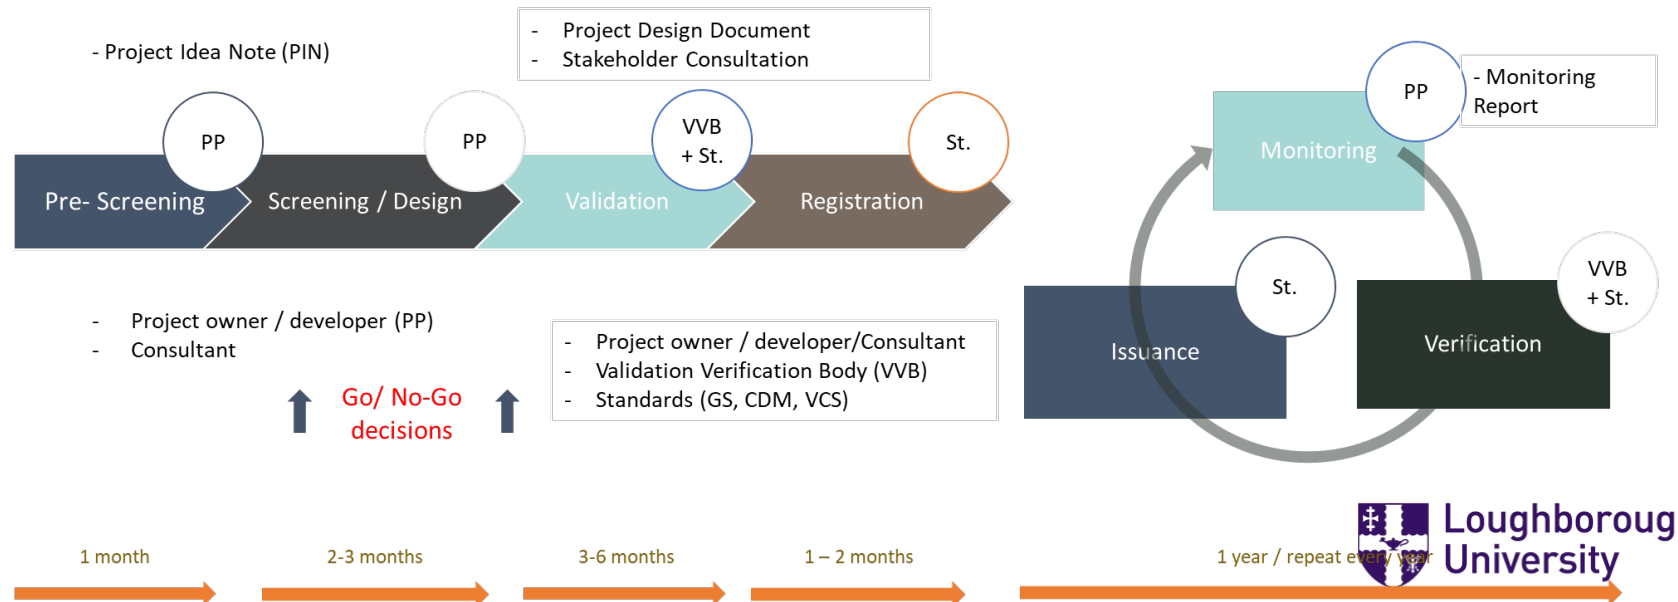 - Project Idea Note (PIN)
- Project Design Document
- Stakeholder Consultation
PP
PP
VVB
+ St.
St.
Pre- Screening
Screening / Design
Validation
Registration
PP
- Monitoring
Report
Monitoring
St.
Issuance
VVB
+ St.
Verification
- Project owner / developer (PP)
- Consultant
Go/ No-Go
decisions
- Project owner / developer/Consultant
- Validation Verification Body (VVB)
- Standards (GS, CDM, VCS)
1 month
2-3 months
3-6 months
1 – 2 months
1 year / repeat every year
Loughboroug
University